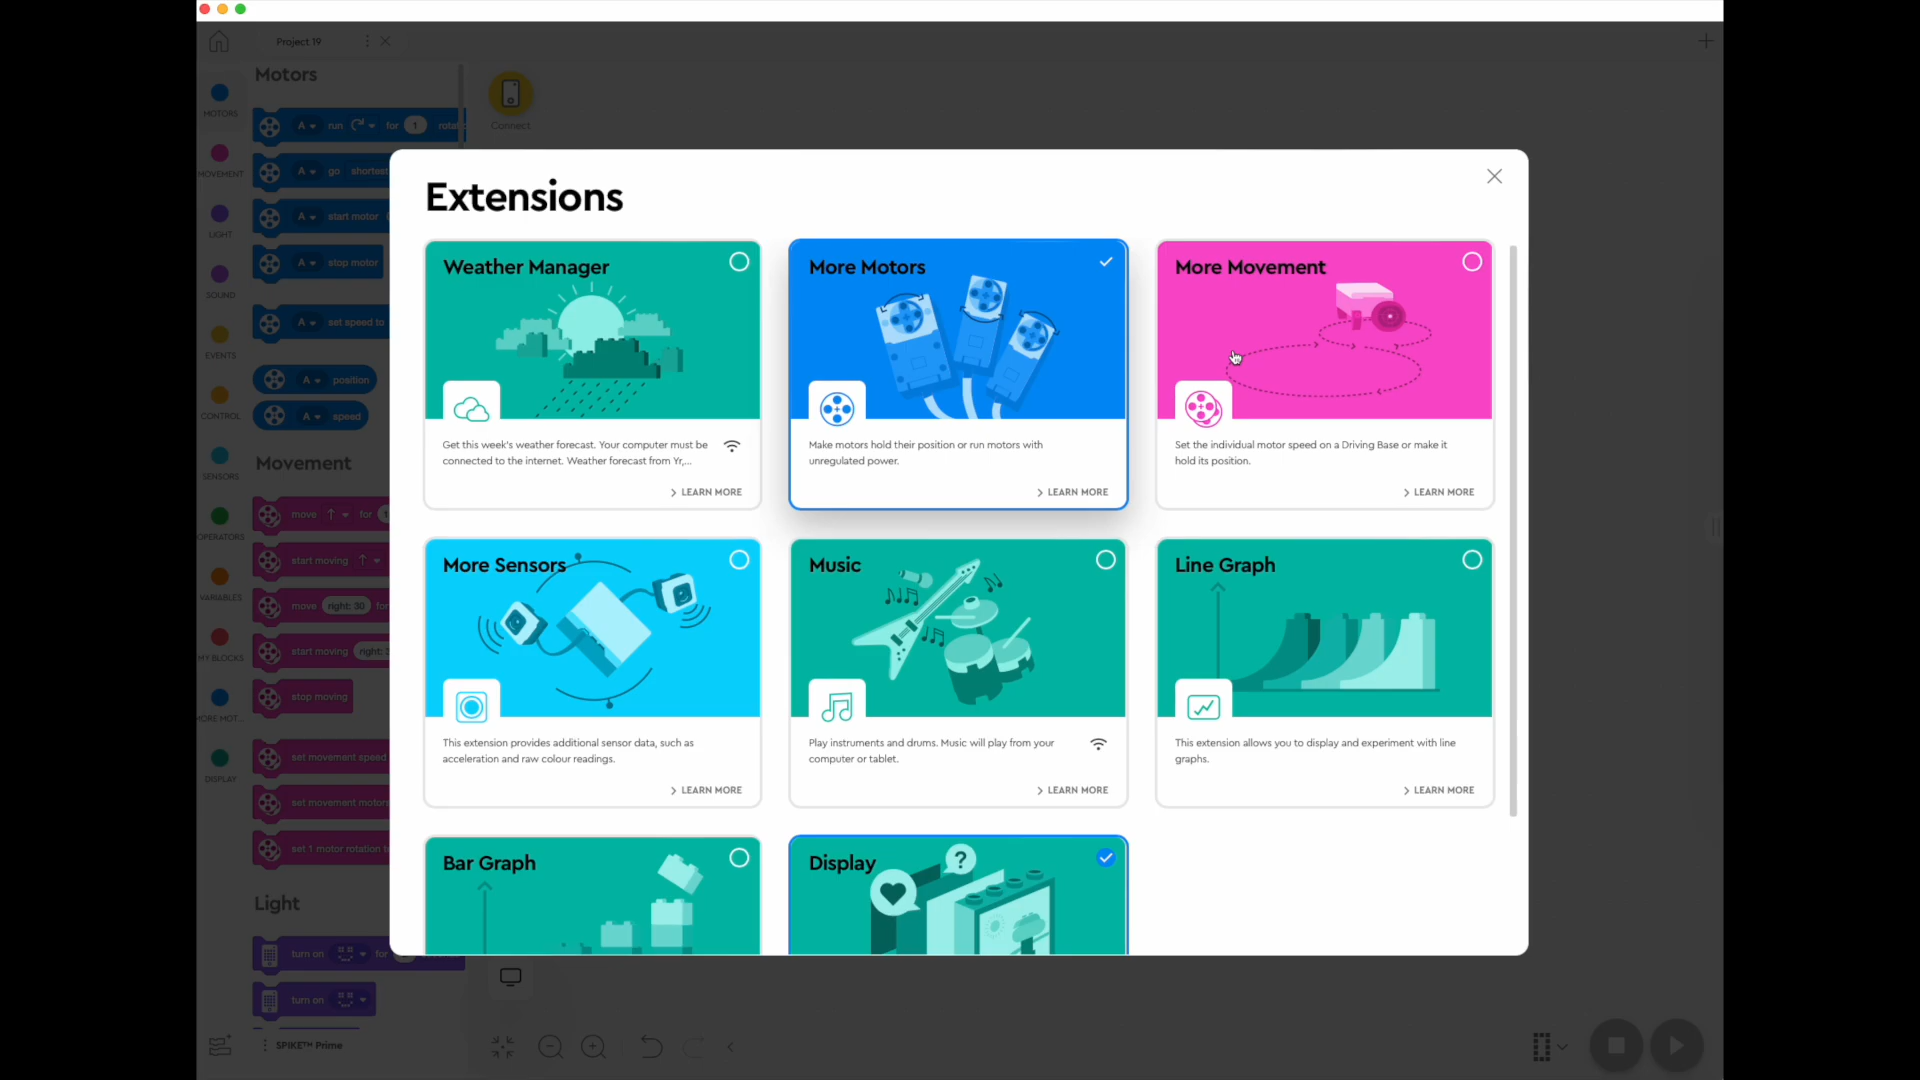 Project 19
Motors
MOTORS
A run for 1
Connect
MOVEMENT
A go shortest
LIGHT
A start motor
A stop motor
SOUND
A set speed to
EVENTS
A position
CONTROL
A speed
SENSORS
Movement
OPERATORS
move for
start moving
VARIABLES
move right: 30 for
MY BLOCKS
start moving right:
MORE MOT...
stop moving
DISPLAY
set movement speed
set movement motors
set 1 motor rotation
Light
turn on for
turn on
SPIKE™ Prime
Extensions
Weather Manager
Get this week's weather forecast. Your computer must be
connected to the internet. Weather forecast from Yr,...
LEARN MORE
More Motors
Make motors hold their position or run motors with
unregulated power.
LEARN MORE
More Movement
Set the individual motor speed on a Driving Base or make it
hold its position.
LEARN MORE
More Sensors
This extension provides additional sensor data, such as
acceleration and raw colour readings.
LEARN MORE
Music
Play instruments and drums. Music will play from your
computer or tablet.
LEARN MORE
Line Graph
This extension allows you to display and experiment with line
graphs.
LEARN MORE
Bar Graph
Display
?